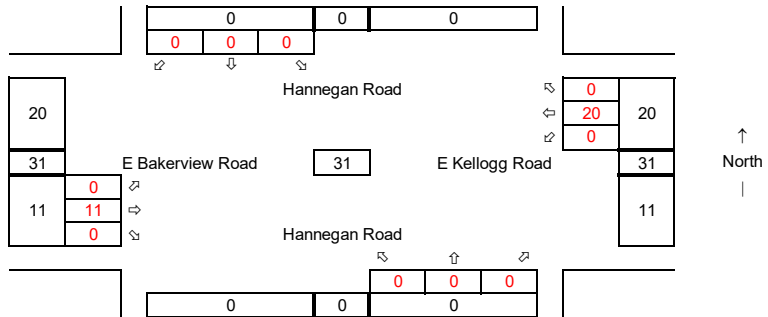 0 0 0
0 0 0
⬃ ⇩ ⬂
Hannegan Road
⬁ 0
20 ⇦ 20 20
⬃ 0 ↑
31 E Bakerview Road 31 E Kellogg Road 31 North
0 ⬀ |
11 11 ⇨ 11
0 ⬂ Hannegan Road
⬁ ⇧ ⬀
0 0 0
0 0 0